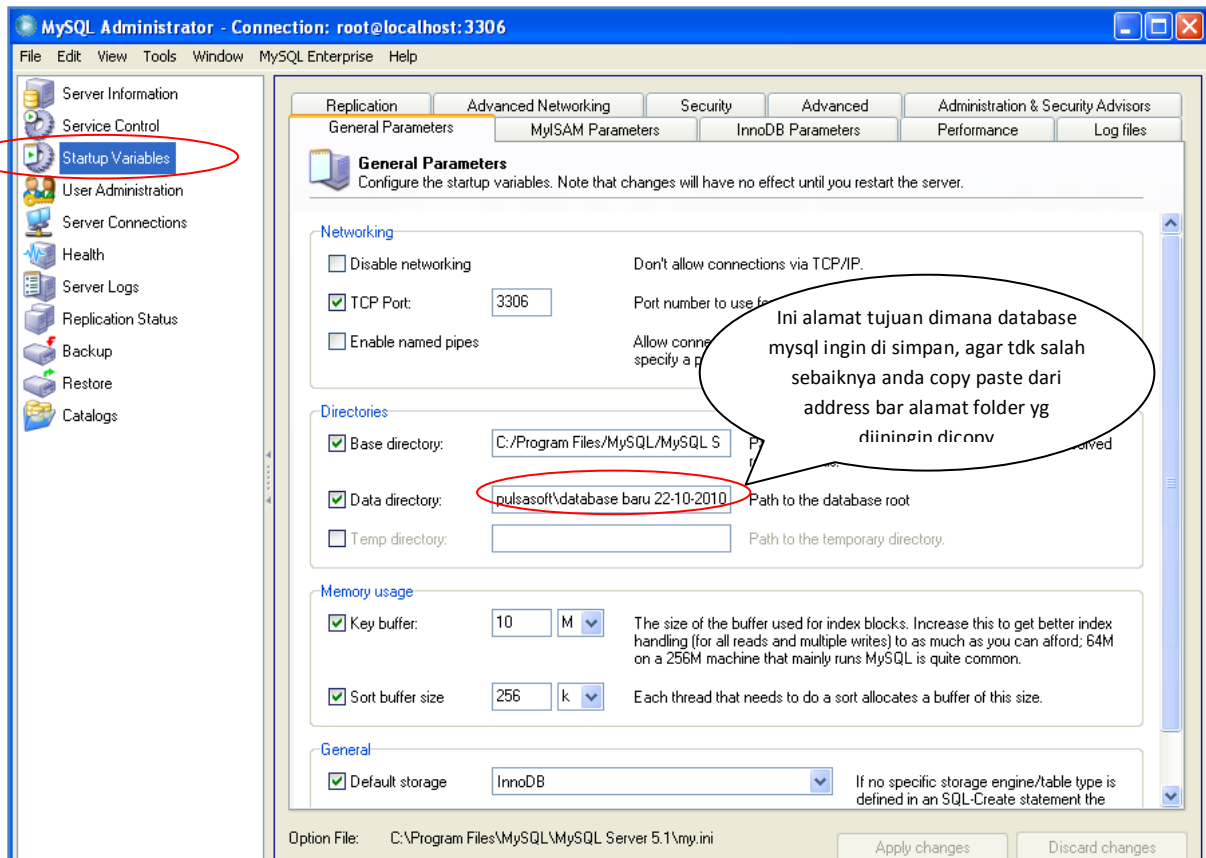 MySQL Administrator - Connection: root@localhost:3306
File Edit View Tools Window MySQL Enterprise Help
Server Information
Service Control
Startup Variables
User Administration
Server Connections
Health
Server Logs
Replication Status
Backup
Restore
Catalogs
Replication Advanced Networking Security Advanced Administration & Security Advisors
General Parameters MyISAM Parameters InnoDB Parameters Performance Log files
General Parameters
Configure the startup variables. Note that changes will have no effect until you restart the server.
Networking
Disable networking Don't allow connections via TCP/IP.
TCP Port: 3306 Port number to use
Enable named pipes Allow
specify a
Ini alamat tujuan dimana database
mysql ingin di simpan, agar tdk salah
sebaiknya anda copy paste dari
address bar alamat folder yg
diiningin dicopy
Directories
Base directory: C:/Program Files/MySQL/MySQL S
Data directory: pulsasoft\database baru 22-10-2010 Path to the database root
Temp directory: Path to the temporary directory.
Memory usage
Key buffer: 10 M The size of the buffer used for index blocks. Increase this to get better index
handling (for all reads and multiple writes) to as much as you can afford; 64M
on a 256M machine that mainly runs MySQL is quite common.
Sort buffer size 256 k Each thread that needs to do a sort allocates a buffer of this size.
General
Default storage InnoDB If no specific storage engine/table type is
defined in an SQL-Create statement the
Option File: C:\Program Files\MySQL\MySQL Server 5.1\my.ini
Apply changes Discard changes